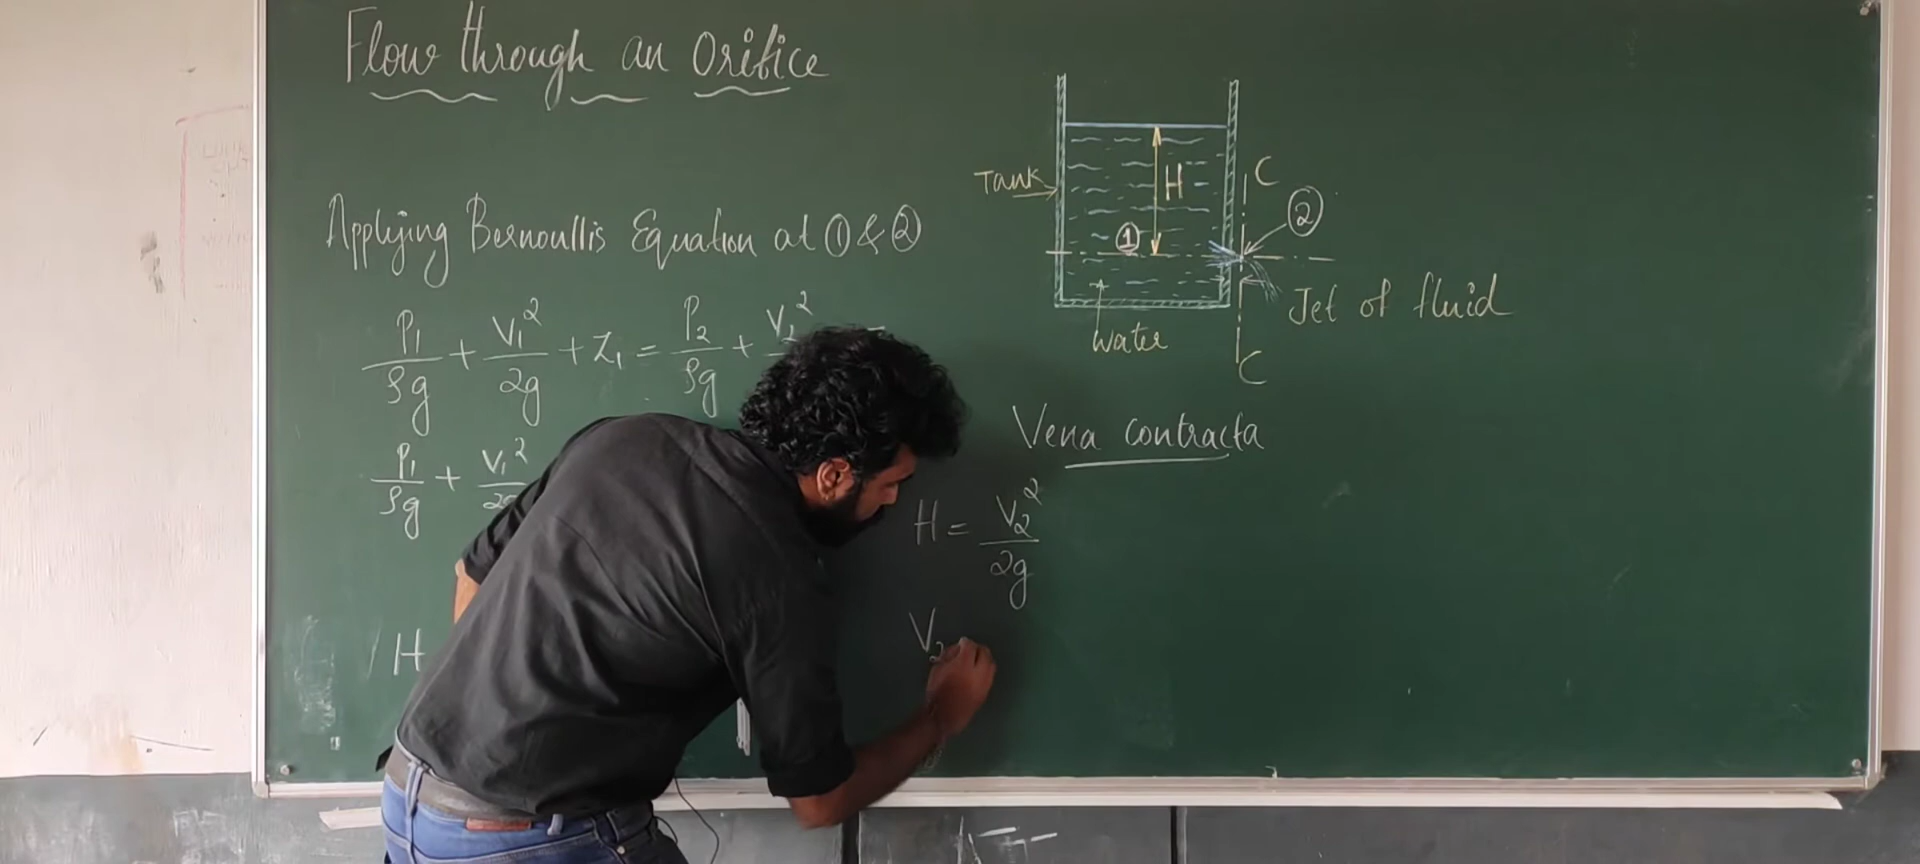 Flow through an Orifice
Applying Bernoullis Equation at ① & ②
P₁/ρg + V₁²/2g + Z₁ = P₂/ρg + V₂²
P₁/ρg + V₁²/2g
H
Tank
H
①
water
C
②
Jet of fluid
C
Vena contracta
H = V₂²/2g
V₂